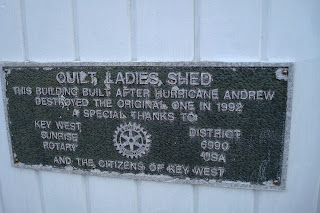 QUILT LADIES SHED
THIS BUILDING BUILT AFTER HURRICANE ANDREW
DESTROYED THE ORIGINAL ONE IN 1992
A SPECIAL THANKS TO
KEY WEST DISTRICT
SUNRISE 6990
ROTARY USA
AND THE CITIZENS OF KEY WEST